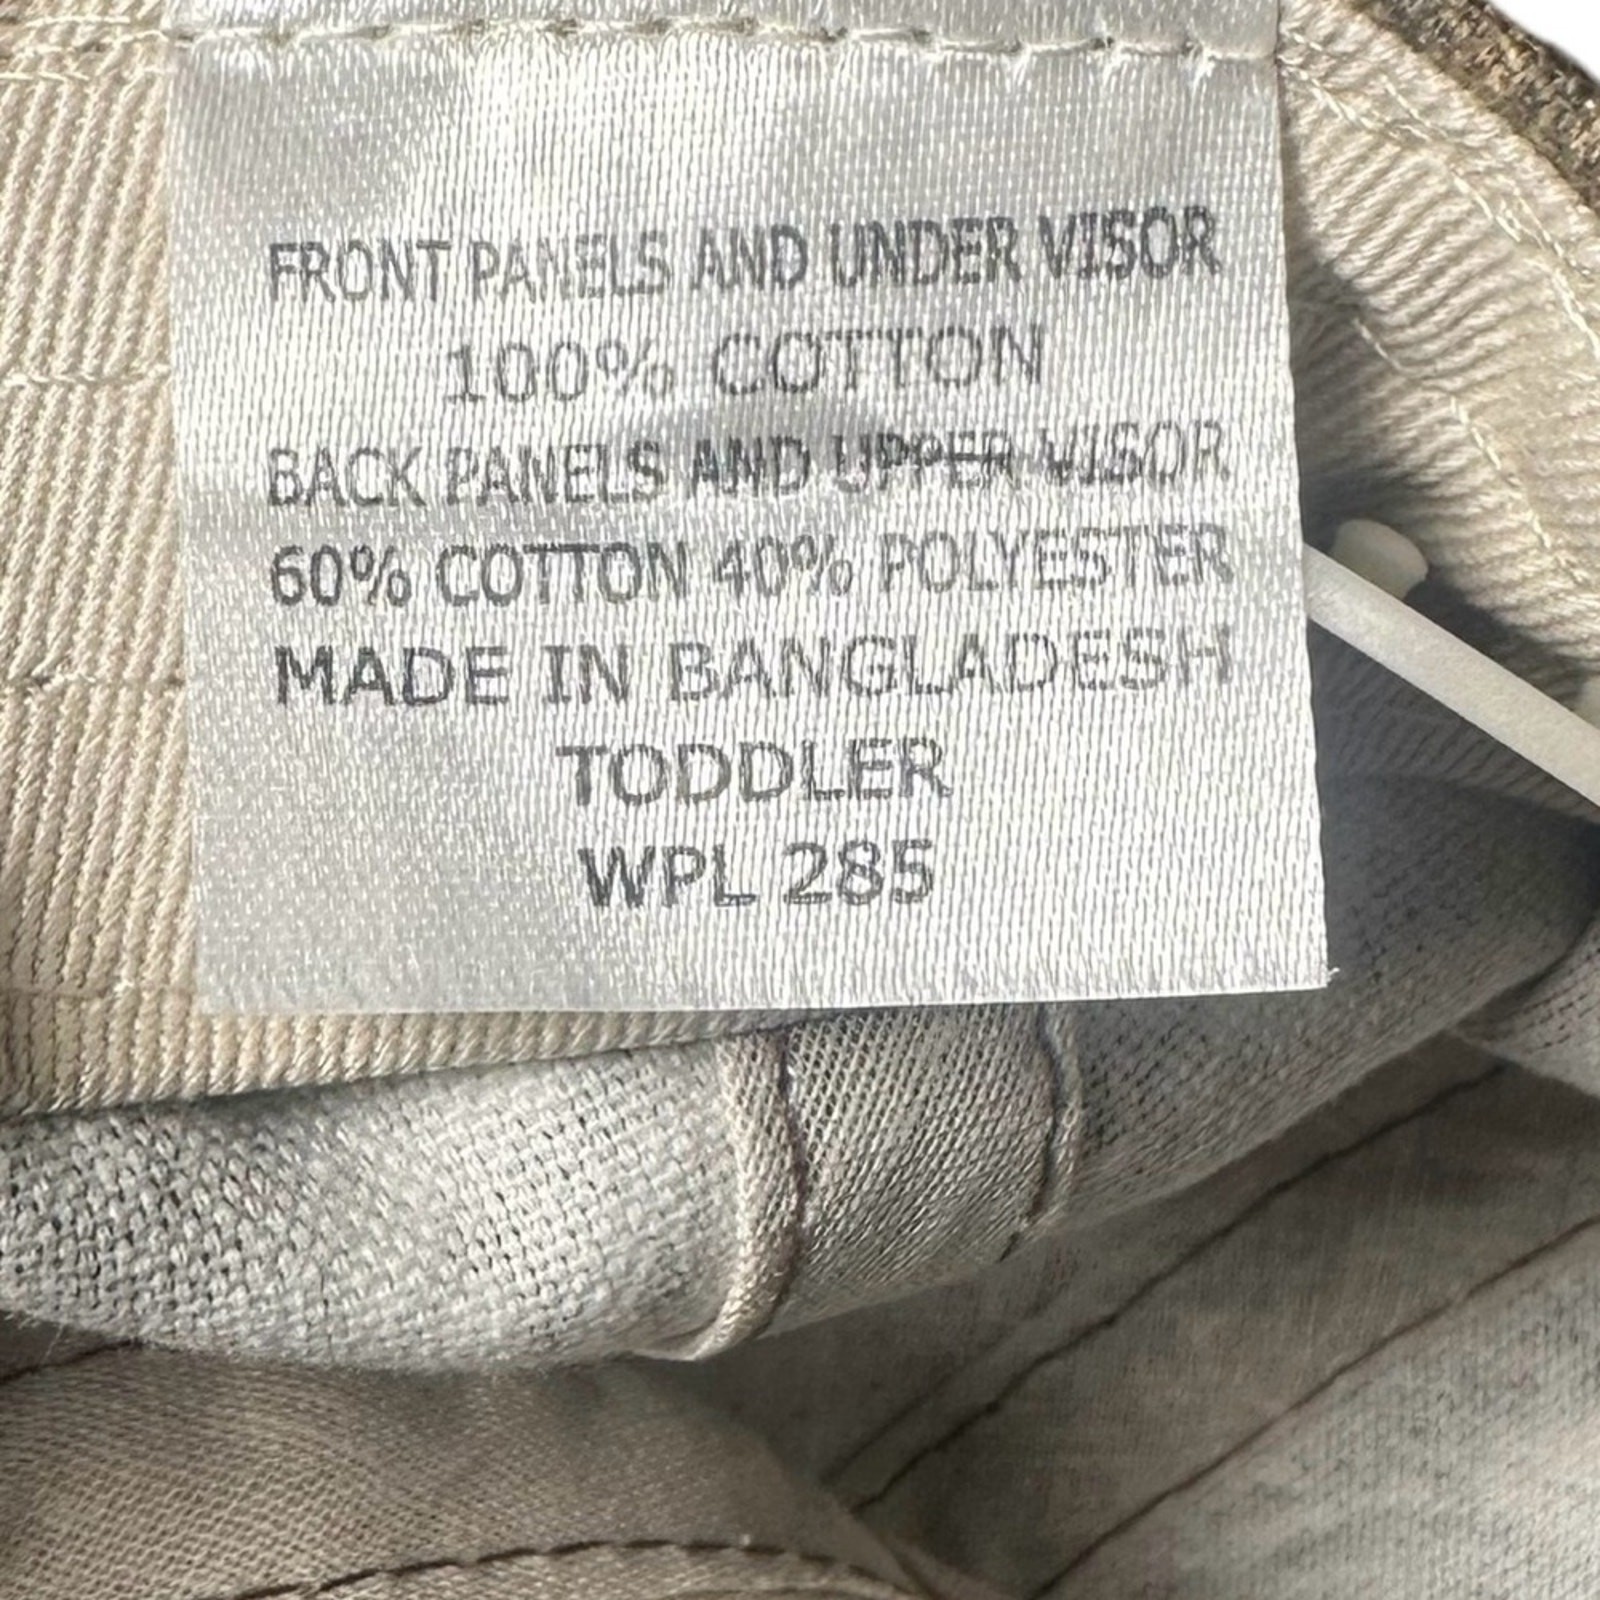 FRONT PANELS AND UNDER VISOR
100% COTTON
BACK PANELS AND UPPER VISOR
60% COTTON 40% POLYESTER
MADE IN BANGLADESH
TODDLER
WPL 285